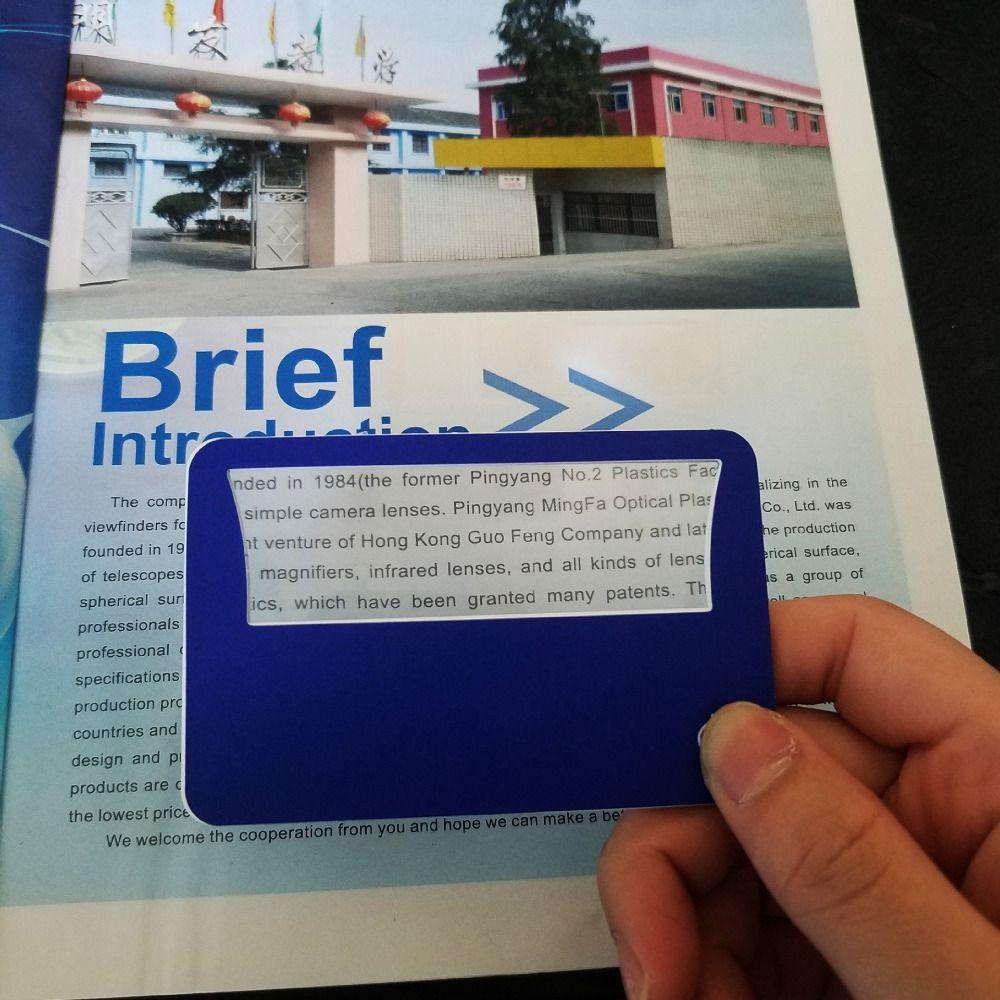 Brief
Introduction
nded in 1984(the former Pingyang No.2 Plastics Fac
simple camera lenses. Pingyang MingFa Optical Plas
nt venture of Hong Kong Guo Feng Company and lat
magnifiers, infrared lenses, and all kinds of lens
ics, which have been granted many patents. Th
The comp alizing in the
viewfinders fo Co., Ltd. was
founded in 19 he production
of telescopes erical surface,
spherical sur is a group of
professionals
professional
specifications
production pro
countries and
design and p
products are
the lowest price
We welcome the cooperation from you and hope we can make a be